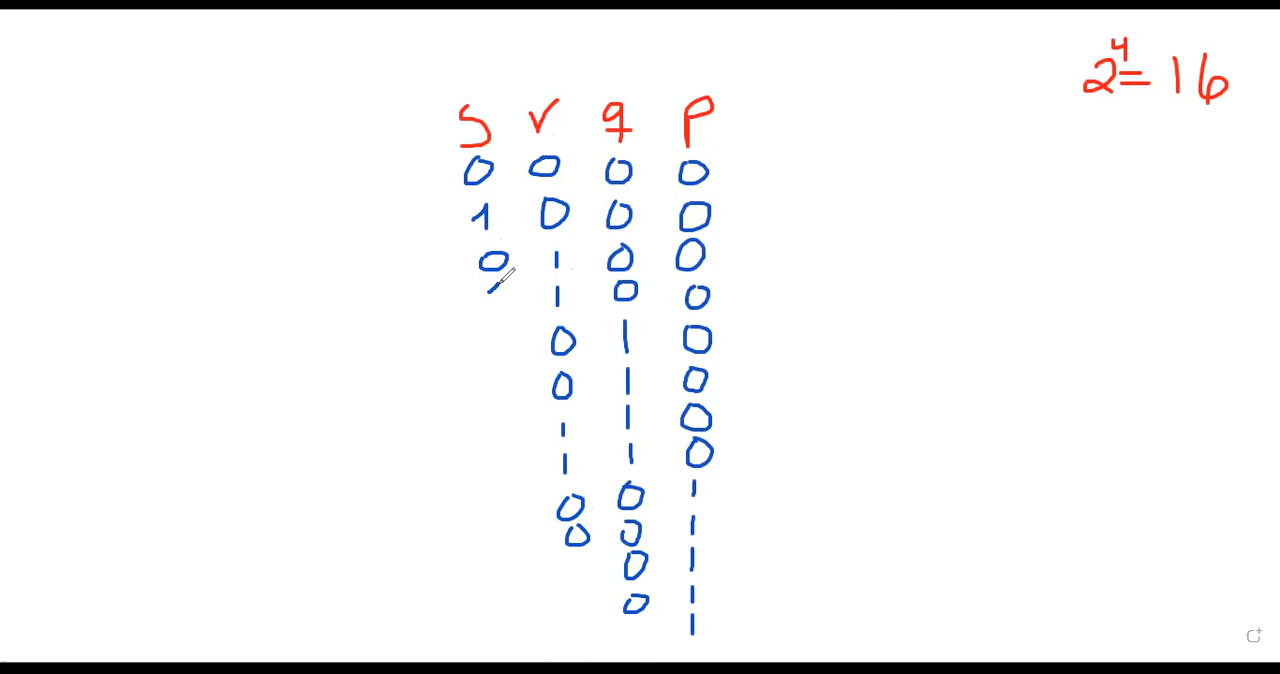 2⁴=16
s r q p
0 0 0 0
1 0 0 0
0 1 0 0
1 0 0
0 1 0
0 1 0
1 1 0
1 1 0
0 0 1
0 0 1
0 1
0 1
1